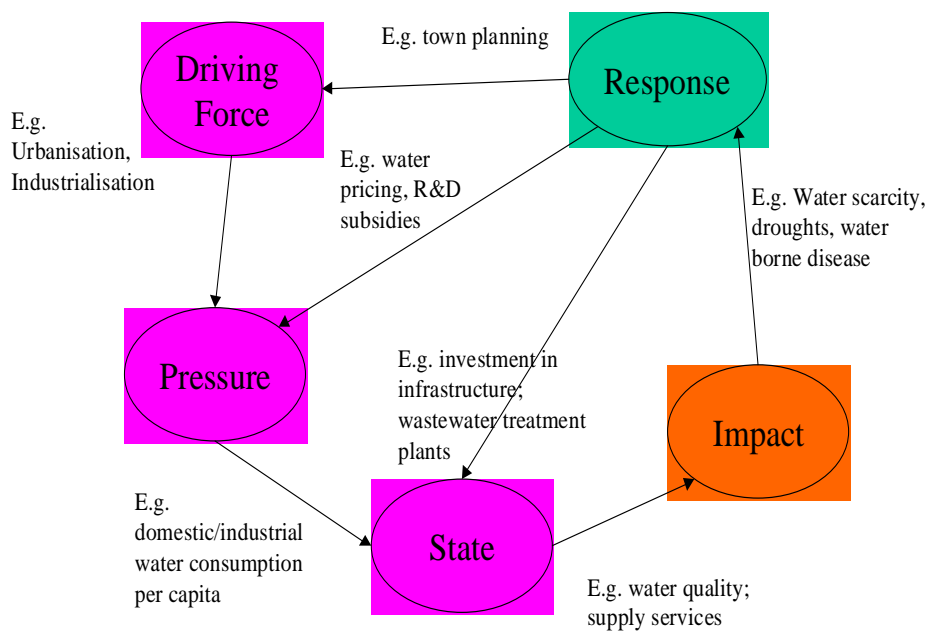 Driving
Force
E.g. town planning
Response
E.g.
Urbanisation,
Industrialisation
E.g. water
pricing, R&D
subsidies
E.g. Water scarcity,
droughts, water
borne disease
Pressure
E.g. investment in
infrastructure;
wastewater treatment
plants
Impact
E.g.
domestic/industrial
water consumption
per capita
State
E.g. water quality;
supply services